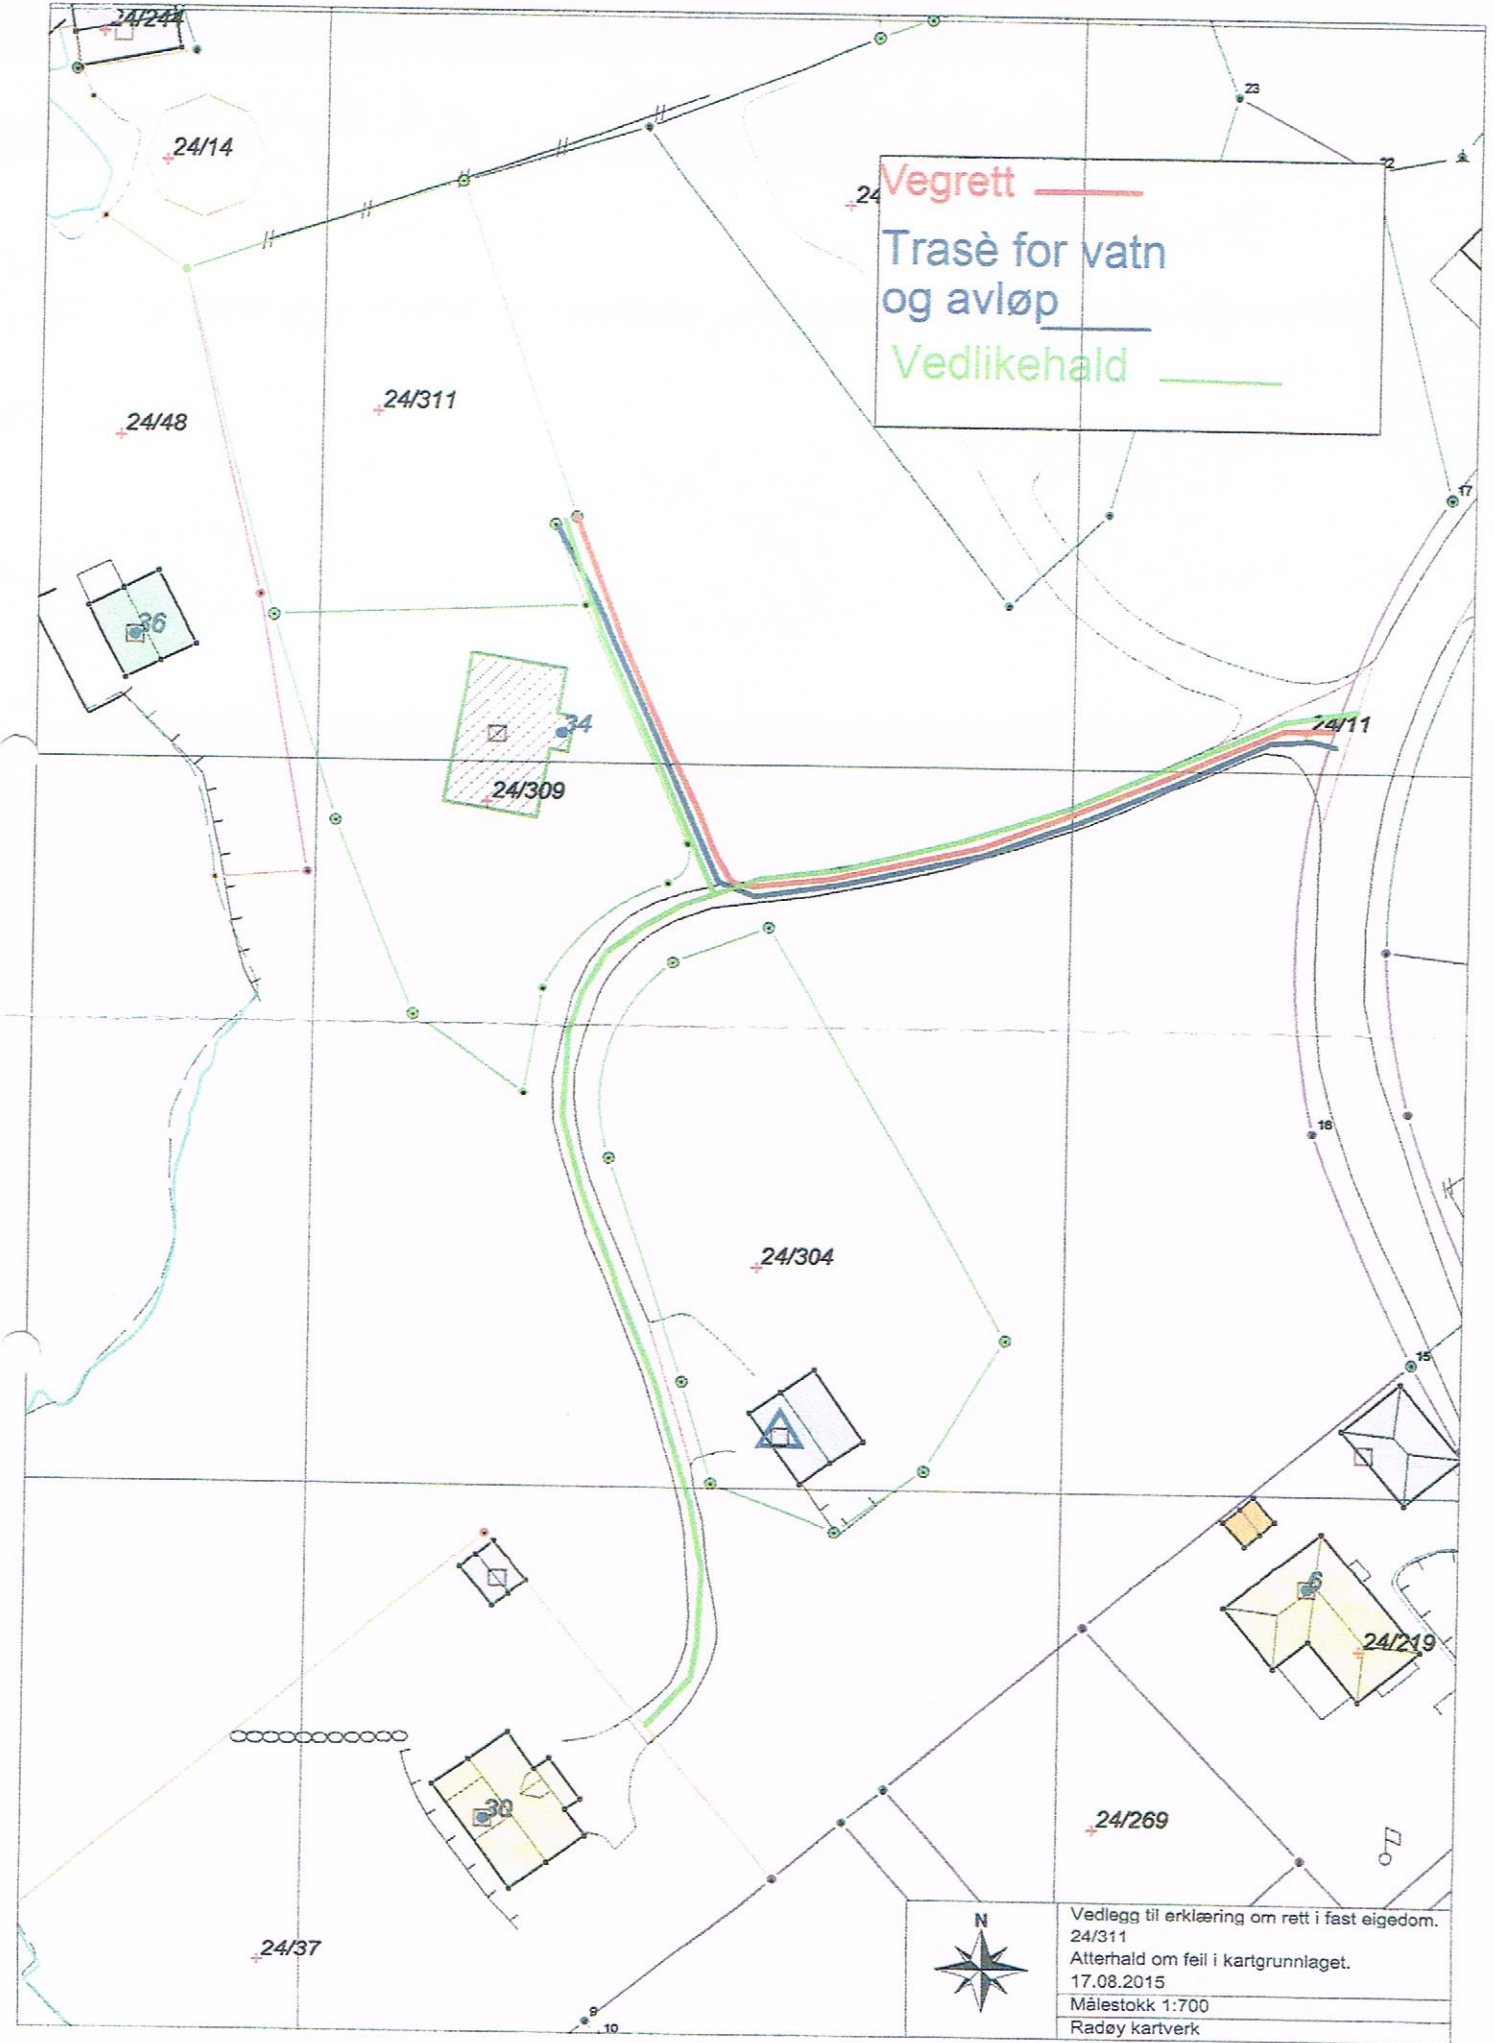 24/244
23
24/14
22
24
Vegrett
Trasè for vatn
og avløp
Vedlikehald
24/311
24/48
17
36
34
24/11
24/309
16
24/304
15
6
24/219
30
24/269
24/37
N
Vedlegg til erklæring om rett i fast eigedom.
24/311
Atterhald om feil i kartgrunnlaget.
17.08.2015
Målestokk 1:700
Radøy kartverk
9
10